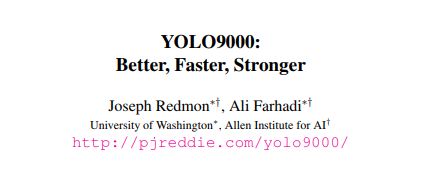 YOLO9000:
Better, Faster, Stronger
Joseph Redmon*†, Ali Farhadi*†
University of Washington*, Allen Institute for AI†
http://pjreddie.com/yolo9000/